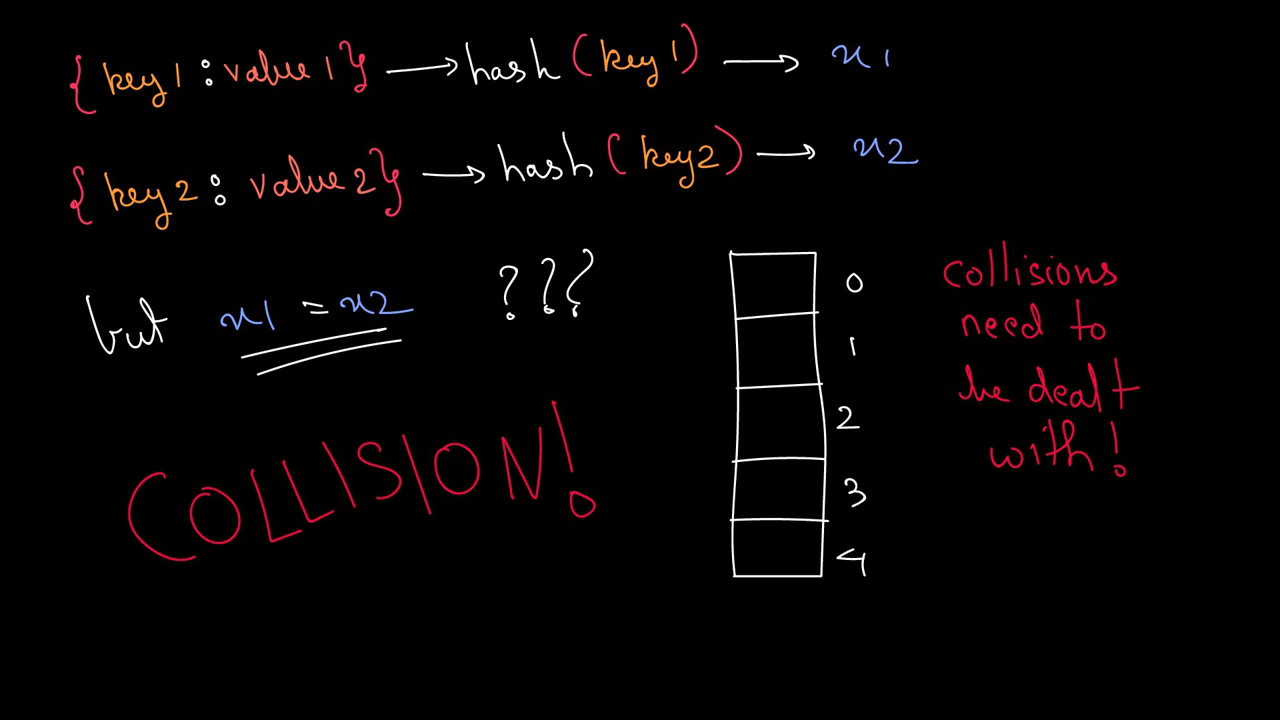 {key1 : value1} → hash (key1) → x1
{key2 : value2} → hash (key2) → x2
but x1 = x2 ???
COLLISION!
0
1
2
3
4
collisions
need to
be dealt
with!